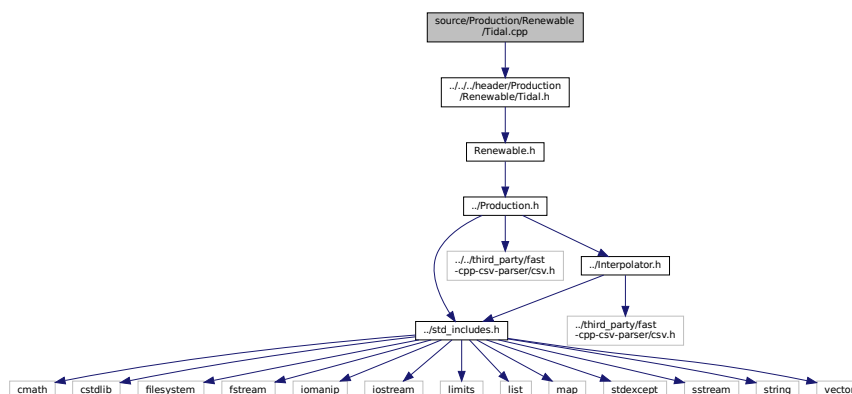 source/Production/Renewable
/Tidal.cpp
../../../header/Production
/Renewable/Tidal.h
Renewable.h
../Production.h
../../third_party/fast
-cpp-csv-parser/csv.h
../Interpolator.h
../std_includes.h
../third_party/fast
-cpp-csv-parser/csv.h
cmath
cstdlib
filesystem
fstream
iomanip
iostream
limits
list
map
stdexcept
sstream
string
vector